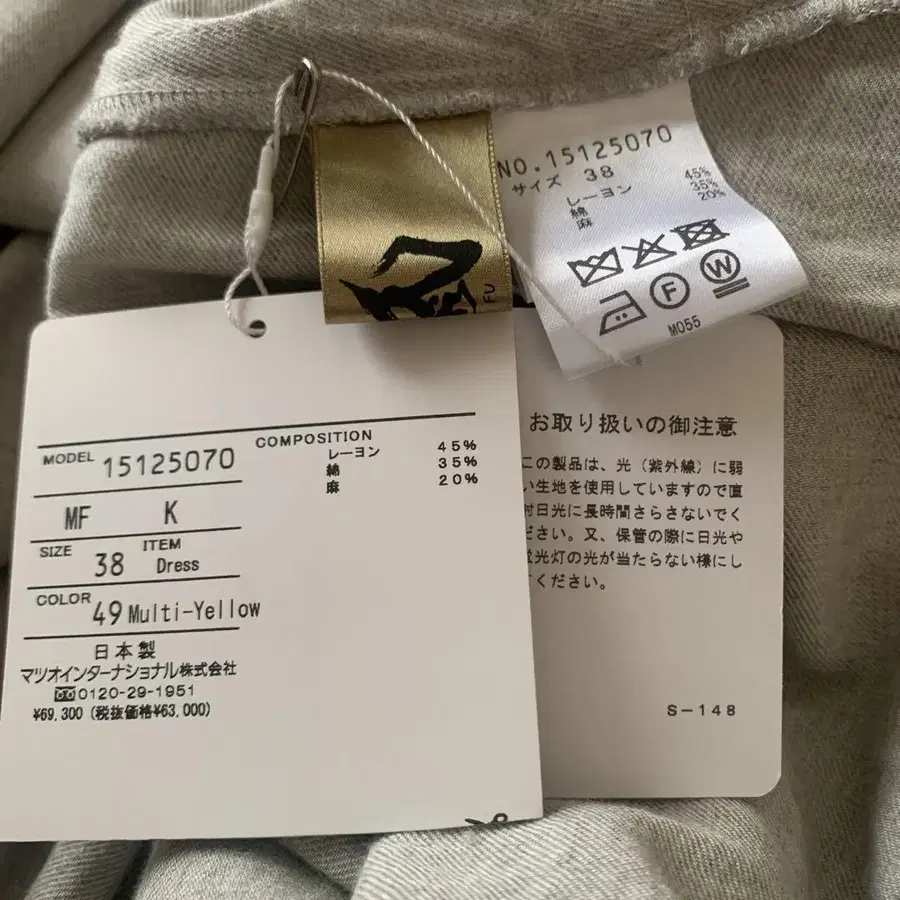 NO.15125070
サイズ 38
レーヨン 45%
綿 35%
麻 20%
F
W
M055
FU
MODEL 15125070
MF K
SIZE 38 ITEM Dress
COLOR 49 Multi-Yellow
日本製
マツオインターナショナル株式会社
0120-29-1951
¥69,300 (税抜価格¥63,000)
COMPOSITION
レーヨン 45%
綿 35%
麻 20%
お取り扱いの御注意
この製品は、光(紫外線)に弱
い生地を使用していますので直
射日光に長時間さらさないでく
ださい。又、保管の際に日光や
蛍光灯の光が当たらない様にし
てください。
S-148